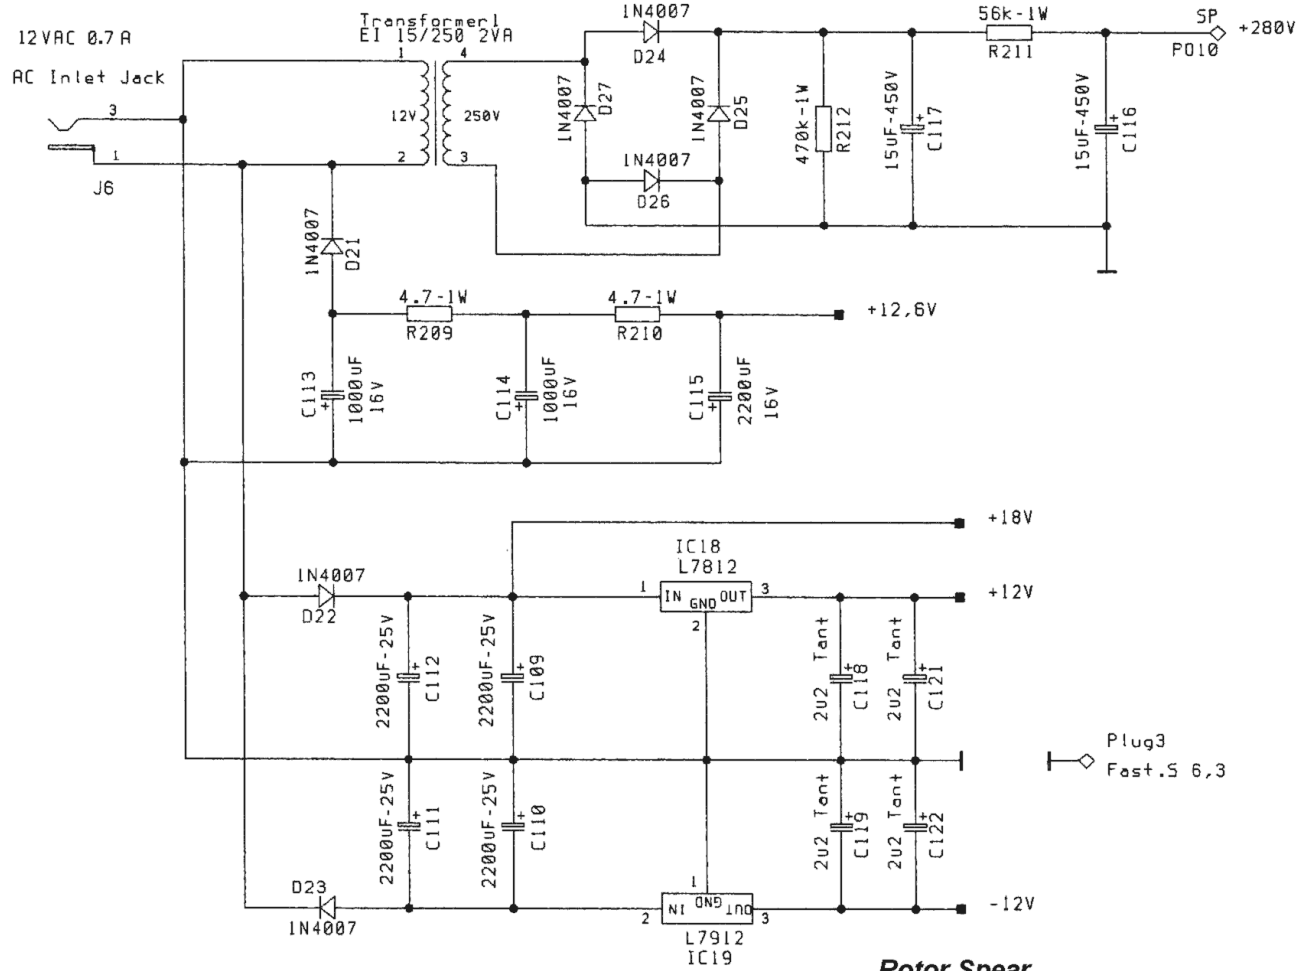 Transformer1
EI 15/250 2VA
12VAC 0.7A
AC Inlet Jack
3
1
J6
1
2
12V
4
3
250V
1N4007
D24
1N4007
D27
1N4007
D25
1N4007
D26
470k-1W
R212
15uF-450V
+
C117
56k-1W
R211
15uF-450V
+
C116
SP
PO10
+280V
1N4007
D21
4.7-1W
R209
4.7-1W
R210
+12,6V
C113
+
1000uF
16V
C114
+
1000uF
16V
C115
+
2200uF
16V
+18V
1N4007
D22
2200uF-25V
+
C112
2200uF-25V
+
C109
IC18
L7812
1
IN
GND
OUT
3
2
+12V
2u2 Tant
+
C118
2u2 Tant
+
C121
Plug3
Fast.S 6,3
2200uF-25V
+
C111
2200uF-25V
+
C110
2u2 Tant
+
C119
2u2 Tant
+
C122
D23
1N4007
1
GND
2
IN
OUT
3
L7912
IC19
-12V
Rotor Spear